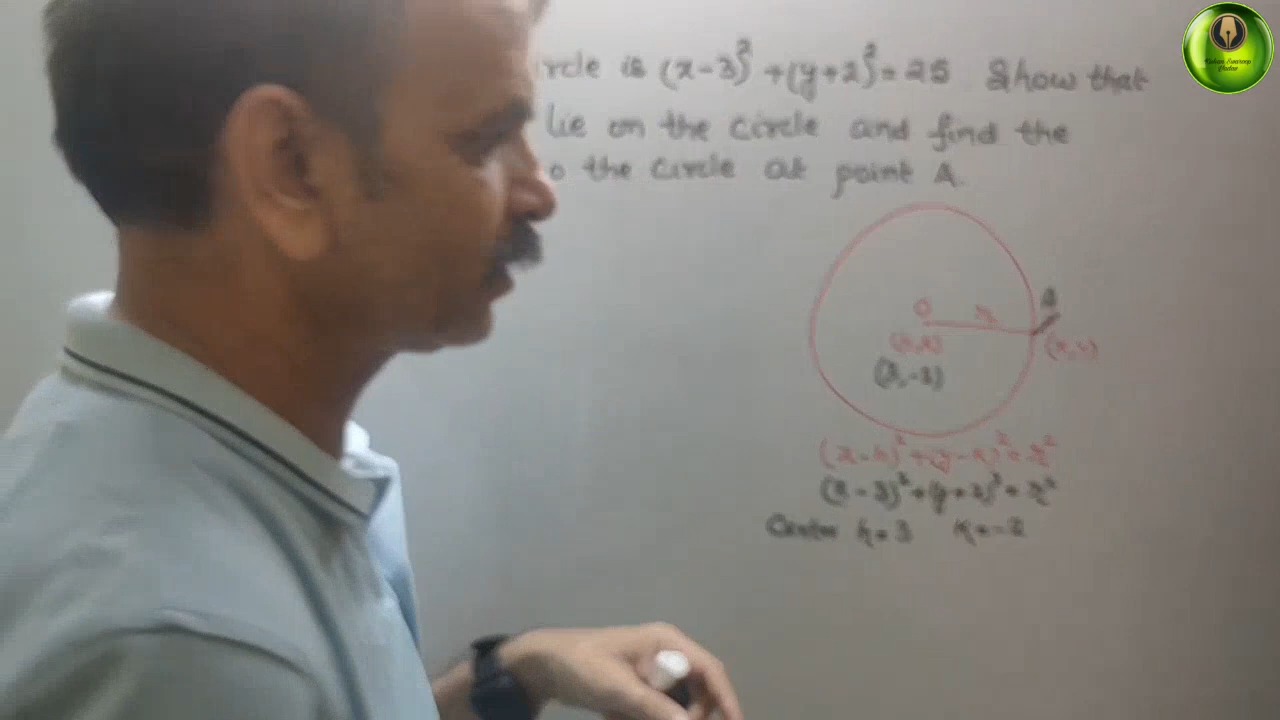 rcle is (x-3)² +(y+2)² = 25 Show that
lie on the circle and find the
o the circle at point A.
O
A
(h,k)
(x,y)
(3,-2)
(x-h)²+(y-k)²=r²
(x-3)²+(y+2)²=r²
Center h=3 k=-2